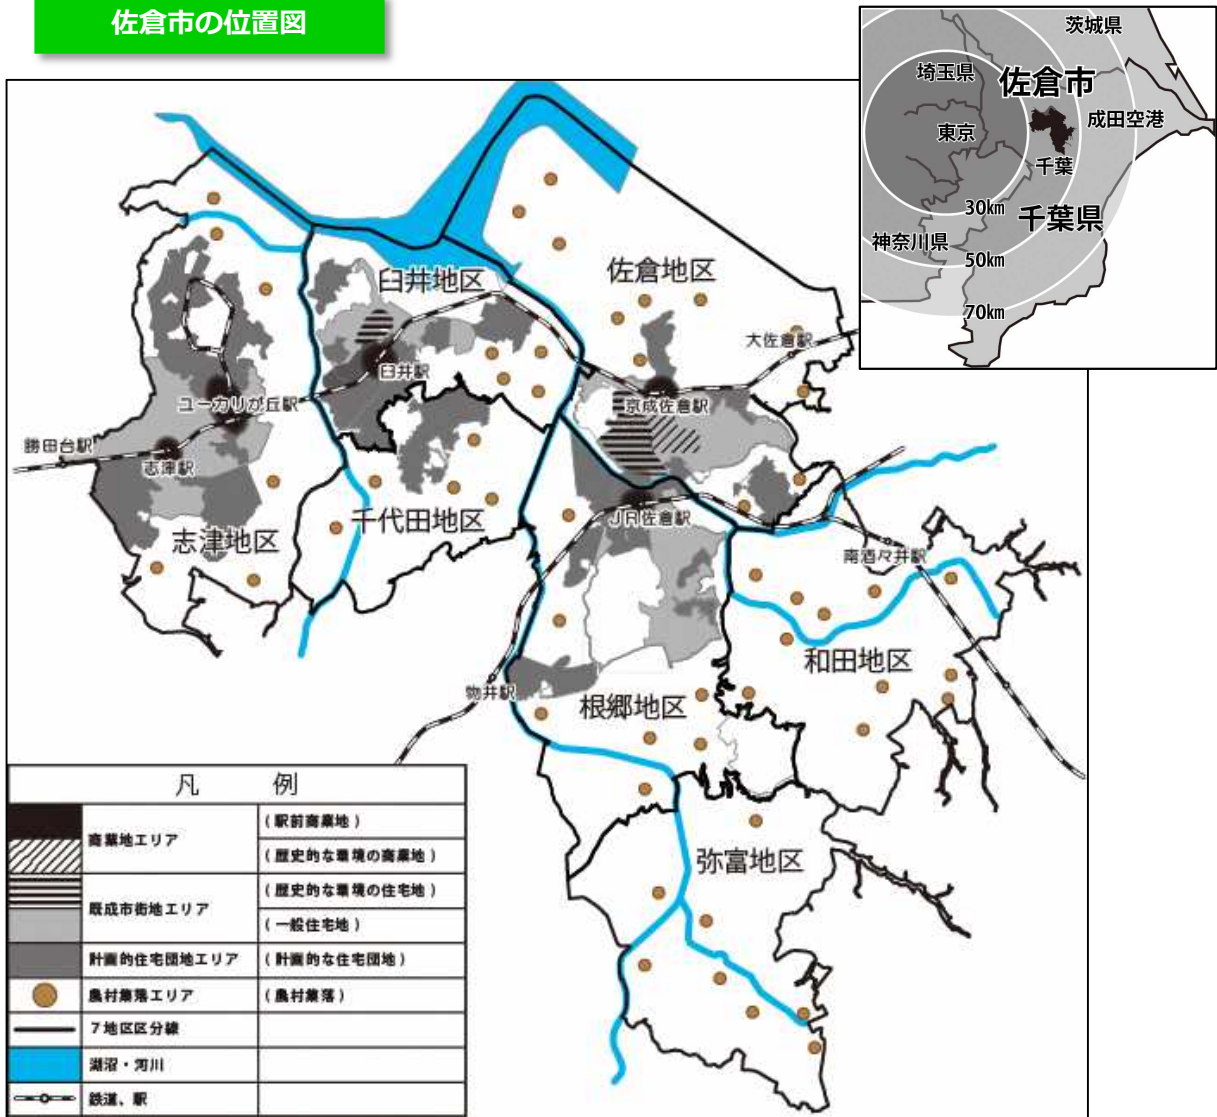 佐倉市の位置図
茨城県
埼玉県
佐倉市
東京
成田空港
千葉
30km
千葉県
神奈川県
50km
70km
臼井地区
佐倉地区
大佐倉駅
臼井駅
ユーカリが丘駅
京成佐倉駅
勝田台駅
志津駅
千代田地区
JR佐倉駅
志津地区
南酒々井駅
和田地区
物井駅
根郷地区
弥富地区
凡 例
商業地エリア
(駅前商業地)
(歴史的な環境の商業地)
既成市街地エリア
(歴史的な環境の住宅地)
(一般住宅地)
計画的住宅団地エリア
(計画的な住宅団地)
農村集落エリア
(農村集落)
7地区区分線
湖沼・河川
鉄道、駅